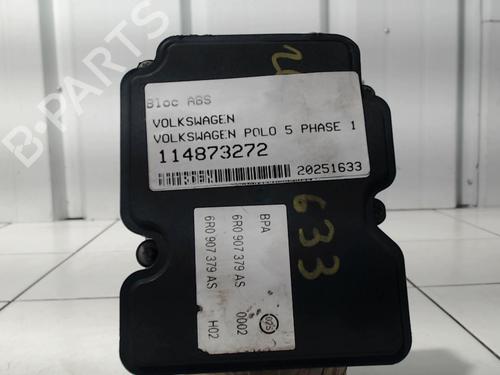 B-PARTS
Bloc ABS
VOLKSWAGEN
VOLKSWAGEN POLO 5 PHASE 1
114873272
20251633
633
BPA
6R0 907 379 AS 0002
6R0 907 379 AS H02